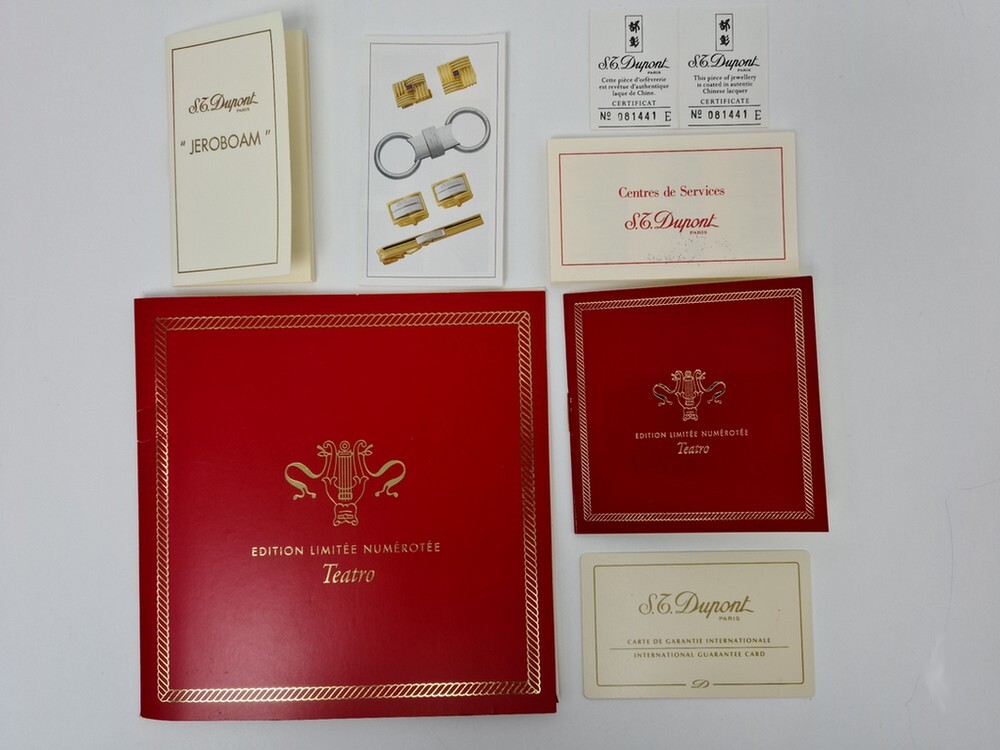 S.T. Dupont
PARIS
“ JEROBOAM ”
S.T. Dupont
PARIS
Cette pièce d'orfèvrerie
est revêtue d'authentique
laque de Chine.
CERTIFICAT
Nº 081441 E
S.T. Dupont
PARIS
This piece of jewellery
is coated in autentic
Chinese lacquer
CERTIFICATE
Nº 081441 E
Centres de Services
S.T. Dupont
PARIS
EDITION LIMITÉE NUMÉROTÉE
Teatro
EDITION LIMITÉE NUMÉROTÉE
Teatro
S.T. Dupont
PARIS
CARTE DE GARANTIE INTERNATIONALE
INTERNATIONAL GUARANTEE CARD
D